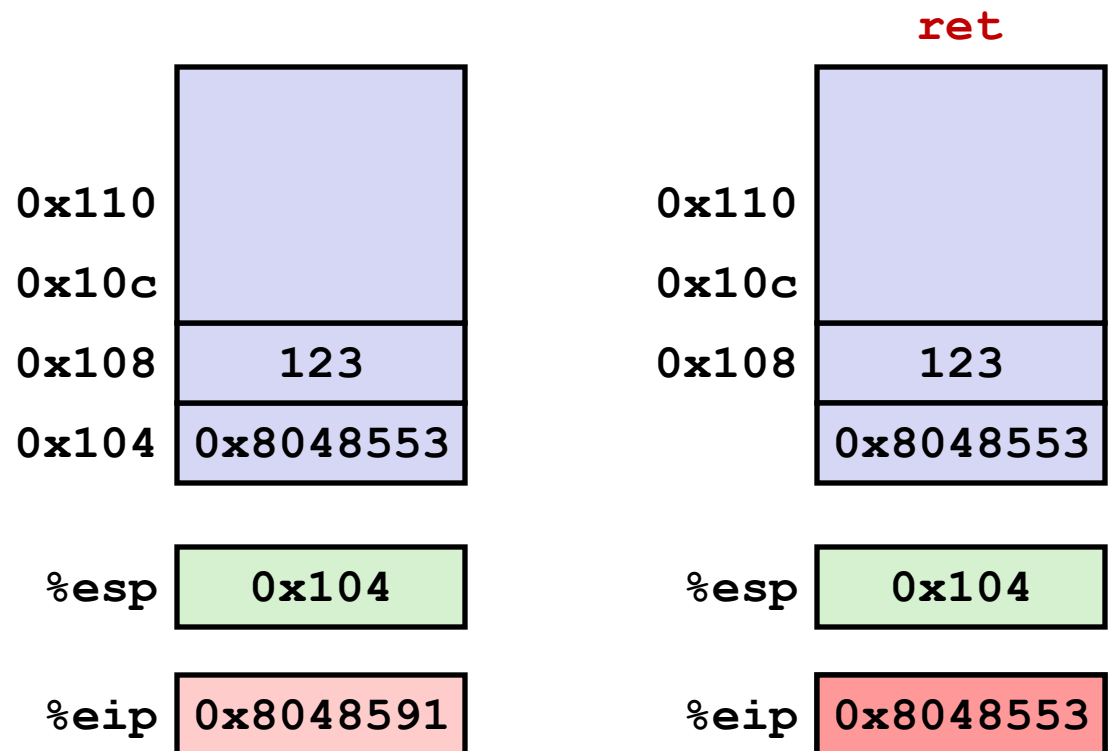 ret
0x110 0x110
0x10c 0x10c
0x108 123 0x108 123
0x104 0x8048553 0x8048553
%esp 0x104 %esp 0x104
%eip 0x8048591 %eip 0x8048553